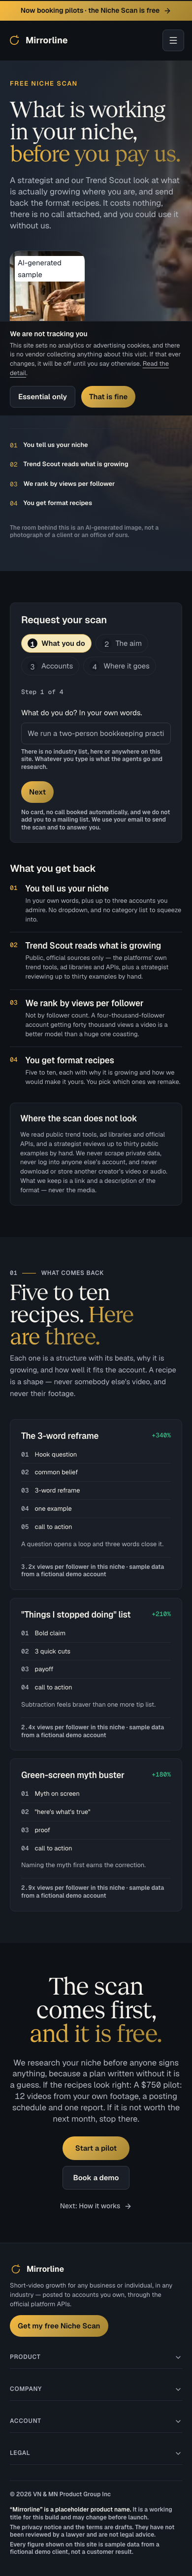 Now booking pilots · the Niche Scan is free →
Mirrorline
FREE NICHE SCAN
What is working
in your niche,
before you pay us.
A strategist and our Trend Scout look at what
is actually growing where you are, and send
back the format recipes. It costs nothing,
there is no call attached, and you could use it
without us.
AI-generated
sample
We are not tracking you
This site sets no analytics or advertising cookies, and there
is no vendor collecting anything about this visit. If that ever
changes, it will be off until you say otherwise. Read the
detail.
Essential only
That is fine
01 You tell us your niche
02 Trend Scout reads what is growing
03 We rank by views per follower
04 You get format recipes
The room behind this is an AI-generated image, not a
photograph of a client or an office of ours.
Request your scan
1 What you do
2 The aim
3 Accounts
4 Where it goes
Step 1 of 4
What do you do? In your own words.
We run a two-person bookkeeping practi
There is no industry list, here or anywhere on this
site. Whatever you type is what the agents go and
research.
Next
No card, no call booked automatically, and we do not
add you to a mailing list. We use your email to send
the scan and to answer you.
What you get back
01 You tell us your niche
In your own words, plus up to three accounts you
admire. No dropdown, and no category list to squeeze
into.
02 Trend Scout reads what is growing
Public, official sources only — the platforms' own
trend tools, ad libraries and APIs, plus a strategist
reviewing up to thirty examples by hand.
03 We rank by views per follower
Not by follower count. A four-thousand-follower
account getting forty thousand views a video is a
better model than a huge one coasting.
04 You get format recipes
Five to ten, each with why it is growing and how we
would make it yours. You pick which ones we remake.
Where the scan does not look
We read public trend tools, ad libraries and official
APIs, and a strategist reviews up to thirty public
examples by hand. We never scrape private data,
never log into anyone else's account, and never
download or store another creator's video or audio.
What we keep is a link and a description of the
format — never the media.
01 WHAT COMES BACK
Five to ten
recipes. Here
are three.
Each one is a structure with its beats, why it is
growing, and how well it fits the account. A recipe
is a shape — never somebody else's video, and
never their footage.
The 3-word reframe +340%
01 Hook question
02 common belief
03 3-word reframe
04 one example
05 call to action
A question opens a loop and three words close it.
3.2x views per follower in this niche · sample data
from a fictional demo account
"Things I stopped doing" list +210%
01 Bold claim
02 3 quick cuts
03 payoff
04 call to action
Subtraction feels braver than one more tip list.
2.4x views per follower in this niche · sample data
from a fictional demo account
Green-screen myth buster +180%
01 Myth on screen
02 "here's what's true"
03 proof
04 call to action
Naming the myth first earns the correction.
2.9x views per follower in this niche · sample data
from a fictional demo account
The scan
comes first,
and it is free.
We research your niche before anyone signs
anything, because a plan written without it is
a guess. If the recipes look right: A $750 pilot:
12 videos from your own footage, a posting
schedule and one report. If it is not worth the
next month, stop there.
Start a pilot
Book a demo
Next: How it works →
Mirrorline
Short-video growth for any business or individual, in any
industry — posted to accounts you own, through the
official platform APIs.
Get my free Niche Scan
PRODUCT
COMPANY
ACCOUNT
LEGAL
© 2026 VN & MN Product Group Inc
"Mirrorline" is a placeholder product name. It is a working
title for this build and may change before launch.
The privacy notice and the terms are drafts. They have not
been reviewed by a lawyer and are not legal advice.
Every figure shown on this site is sample data from a
fictional demo client, not a customer result.